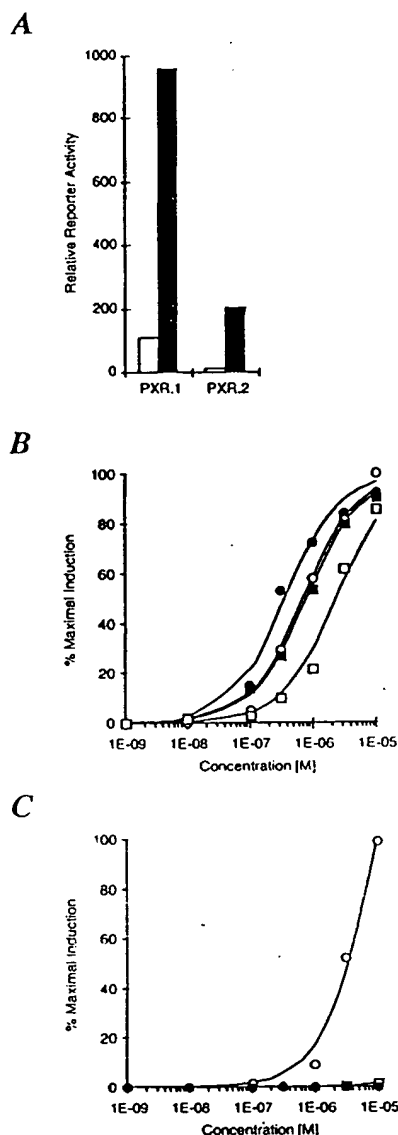 A
1000
800
600
400
200
0
Relative Reporter Activity
PXR.1
PXR.2
B
100
80
60
40
20
0
% Maximal Induction
1E-09
1E-08
1E-07
1E-06
1E-05
Concentration [M]
C
100
80
60
40
20
0
% Maximal Induction
1E-09
1E-08
1E-07
1E-06
1E-05
Concentration [M]